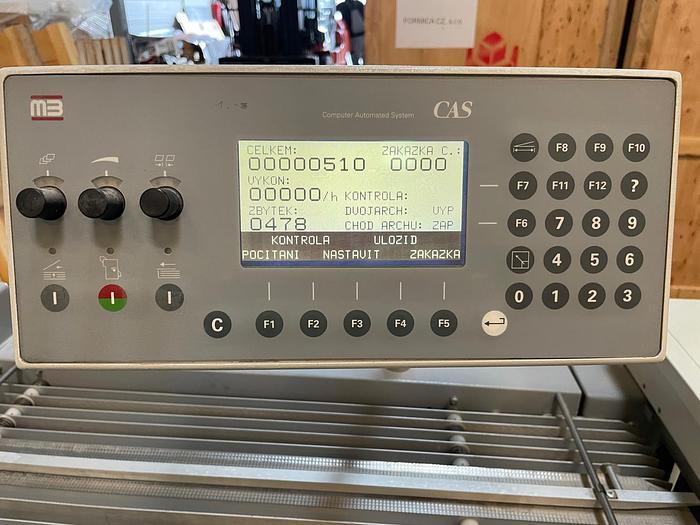 MB
Computer Automated System CAS
CELKEM: ZAKAZKA C.:
00000510 0000
VYKON:
00000/h KONTROLA:
ZBYTEK: DVOJARCH: VYP
0478 CHOD ARCHU: ZAP
KONTROLA ULOZID
POCITANI NASTAVIT ZAKAZKA
F8 F9 F10
F7 F11 F12 ?
F6 7 8 9
4 5 6
0 1 2 3
I I I
C F1 F2 F3 F4 F5